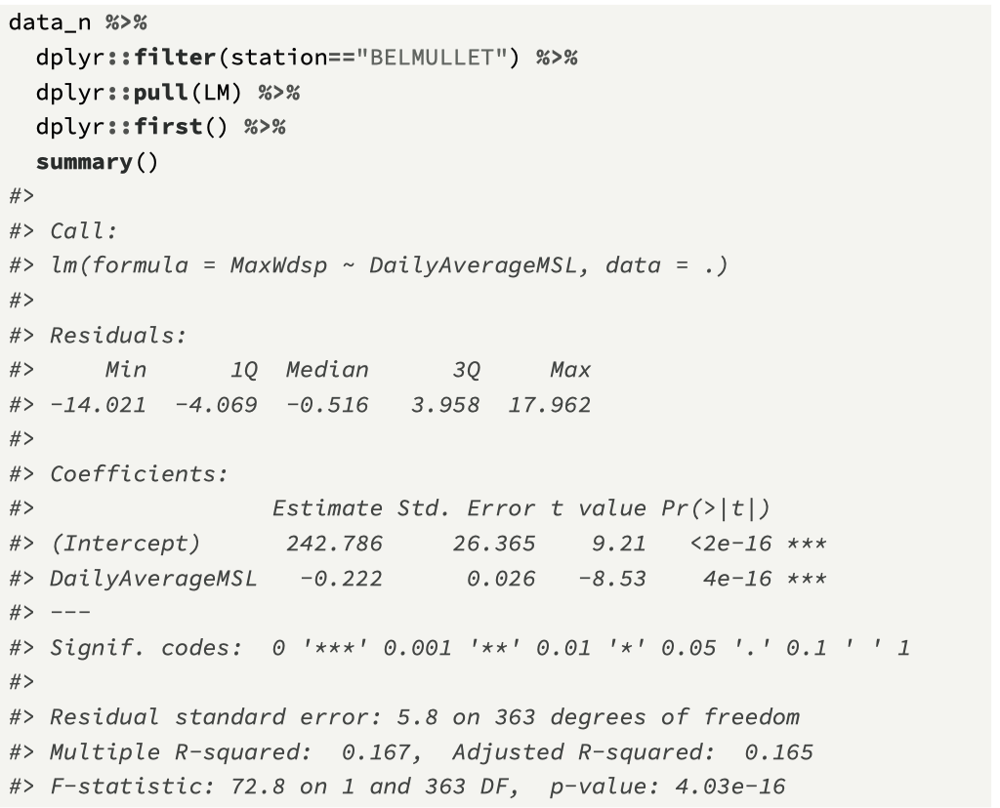 data_n %>%
  dplyr::filter(station=="BELMULLET") %>%
  dplyr::pull(LM) %>%
  dplyr::first() %>%
  summary()
#>
#> Call:
#> lm(formula = MaxWdsp ~ DailyAverageMSL, data = .)
#>
#> Residuals:
#>     Min      1Q  Median      3Q     Max
#> -14.021  -4.069  -0.516   3.958  17.962
#>
#> Coefficients:
#>                 Estimate Std. Error t value Pr(>|t|)
#> (Intercept)      242.786     26.365    9.21   <2e-16 ***
#> DailyAverageMSL   -0.222      0.026   -8.53    4e-16 ***
#> ---
#> Signif. codes:  0 '***' 0.001 '**' 0.01 '*' 0.05 '.' 0.1 ' ' 1
#>
#> Residual standard error: 5.8 on 363 degrees of freedom
#> Multiple R-squared:  0.167, Adjusted R-squared:  0.165
#> F-statistic: 72.8 on 1 and 363 DF,  p-value: 4.03e-16